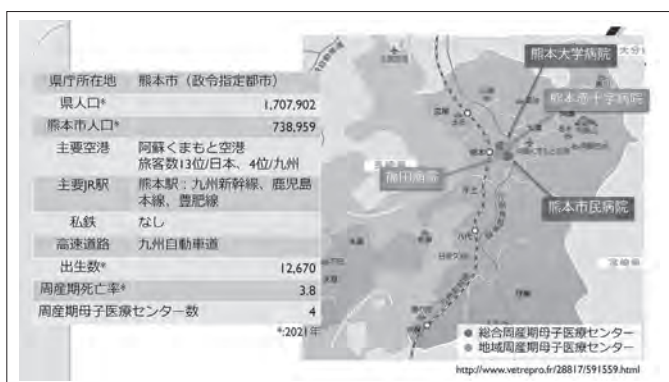 県庁所在地 熊本市(政令指定都市)
県人口* 1,707,902
熊本市人口* 738,959
主要空港 阿蘇くまもと空港
旅客数13位/日本、4位/九州
主要JR駅 熊本駅:九州新幹線、鹿児島
本線、豊肥線
私鉄 なし
高速道路 九州自動車道
出生数* 12,670
周産期死亡率* 3.8
周産期母子医療センター数 4
*:2021年
熊本大学病院
熊本赤十字病院
福田病院
熊本市民病院
熊本
八代
宮崎県
総合周産期母子医療センター
地域周産期母子医療センター
http://www.vetrepro.fr/28817/591559.html